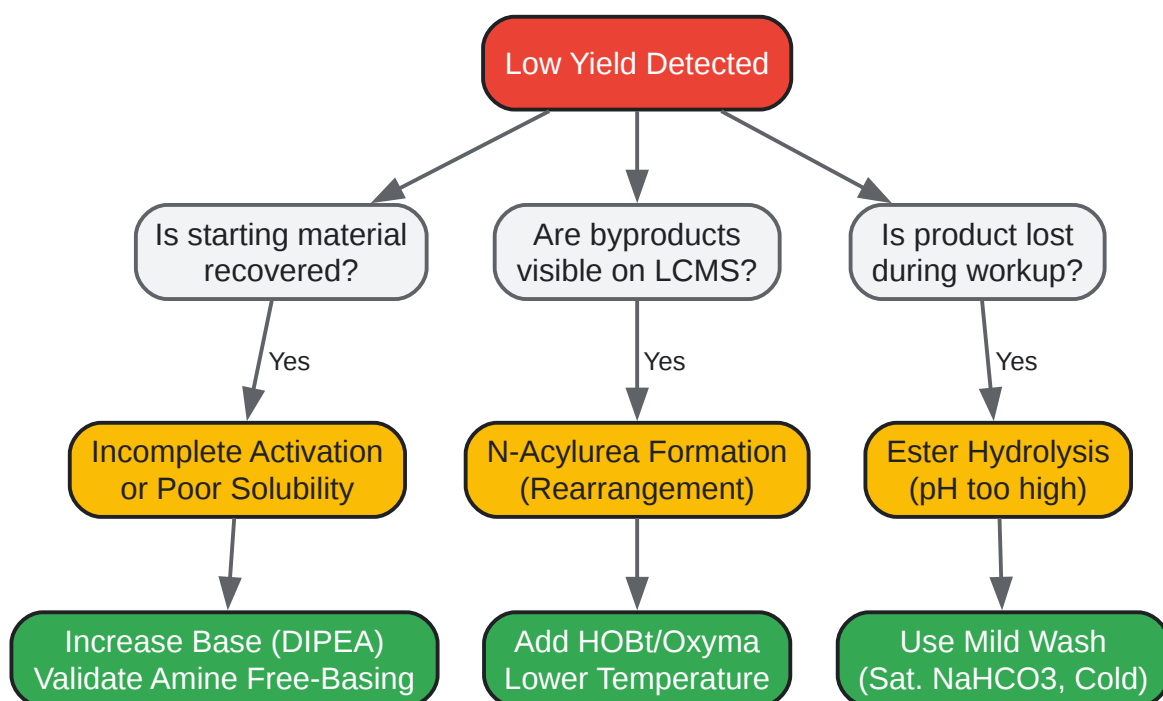 Low Yield Detected
Is starting material
recovered?
Are byproducts
visible on LCMS?
Is product lost
during workup?
Yes
Yes
Yes
Incomplete Activation
or Poor Solubility
N-Acylurea Formation
(Rearrangement)
Ester Hydrolysis
(pH too high)
Increase Base (DIPEA)
Validate Amine Free-Basing
Add HOBt/Oxyma
Lower Temperature
Use Mild Wash
(Sat. NaHCO3, Cold)